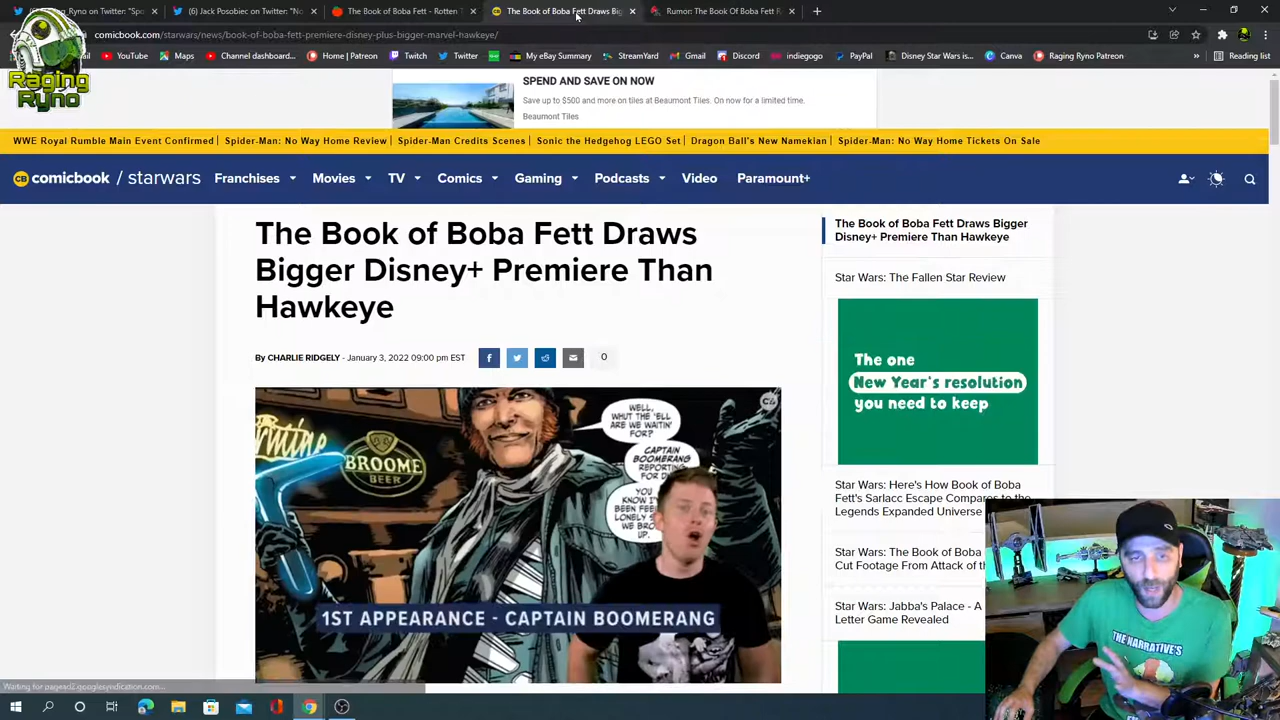 ing Ryno on Twitter: "Spo
(6) Jack Posobiec on Twitter: "No
The Book of Boba Fett - Rotten T
The Book of Boba Fett Draws Big
Rumor: The Book Of Boba Fett R
comicbook.com/starwars/news/book-of-boba-fett-premiere-disney-plus-bigger-marvel-hawkeye/
YouTube
Maps
Channel dashboard...
Home | Patreon
Twitch
Twitter
My eBay Summary
StreamYard
Gmail
Discord
indiegogo
PayPal
Disney Star Wars is...
Canva
Raging Ryno Patreon
Reading list
Raging
Ryno
SPEND AND SAVE ON NOW
Save up to $500 and more on tiles at Beaumont Tiles. On now for a limited time.
Beaumont Tiles
WWE Royal Rumble Main Event Confirmed | Spider-Man: No Way Home Review | Spider-Man Credits Scenes | Sonic the Hedgehog LEGO Set | Dragon Ball's New Namekian | Spider-Man: No Way Home Tickets On Sale
CB comicbook / starwars
Franchises
Movies
TV
Comics
Gaming
Podcasts
Video
Paramount+
The Book of Boba Fett Draws
Bigger Disney+ Premiere Than
Hawkeye
By CHARLIE RIDGELY - January 3, 2022 09:00 pm EST
0
BROOME
BEER
WELL,
WHUT THE 'ELL
ARE WE WAITIN'
FOR?
CAPTAIN
BOOMERANG
REPORTING
FOR
YOU
KNOW I'
BEEN FEE
LONELY S
WE BRO
UP.
CB
1ST APPEARANCE - CAPTAIN BOOMERANG
The Book of Boba Fett Draws Bigger
Disney+ Premiere Than Hawkeye
Star Wars: The Fallen Star Review
The one
New Year's resolution
you need to keep
Star Wars: Here's How Book of Boba
Fett's Sarlacc Escape Compares to the
Legends Expanded Universe
Star Wars: The Book of Boba
Cut Footage From Attack of th
Star Wars: Jabba's Palace - A
Letter Game Revealed
THE NARRATIVE'S
Waiting for pagead2.googlesyndication.com...